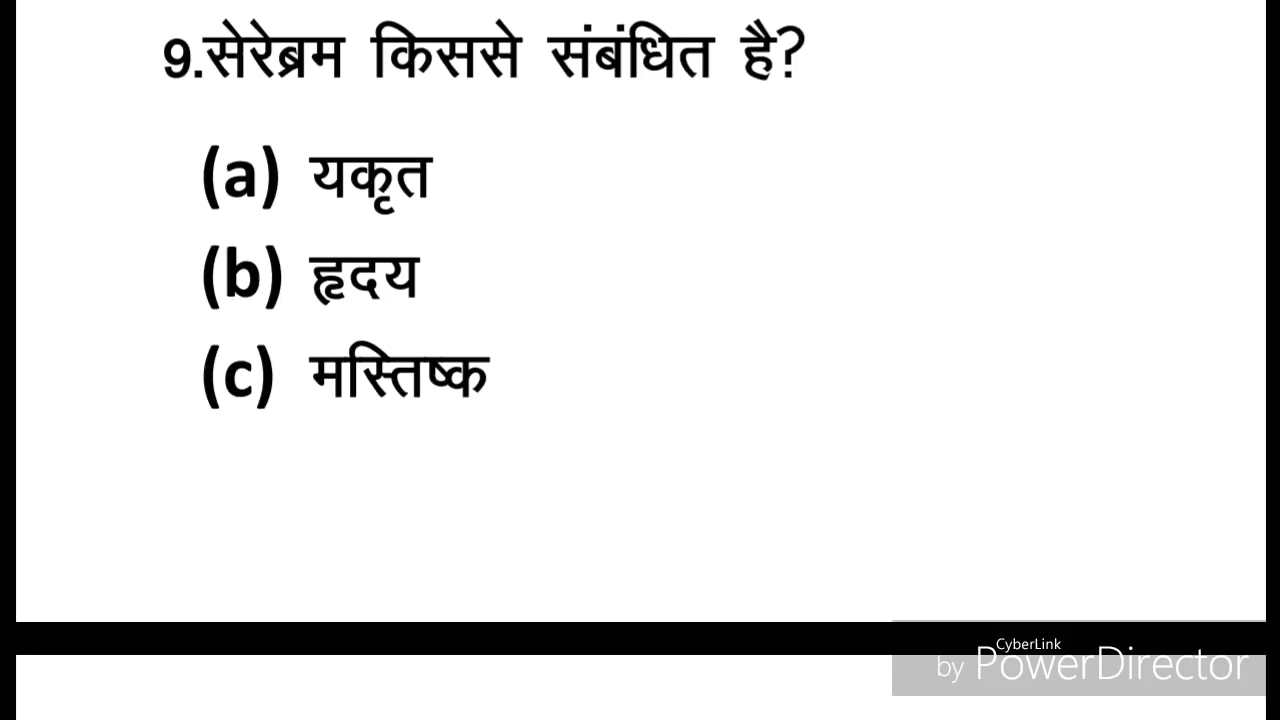 9.सेरेब्रम किससे संबंधित है?
(a) यकृत
(b) हृदय
(c) मस्तिष्क
CyberLink
by PowerDirector